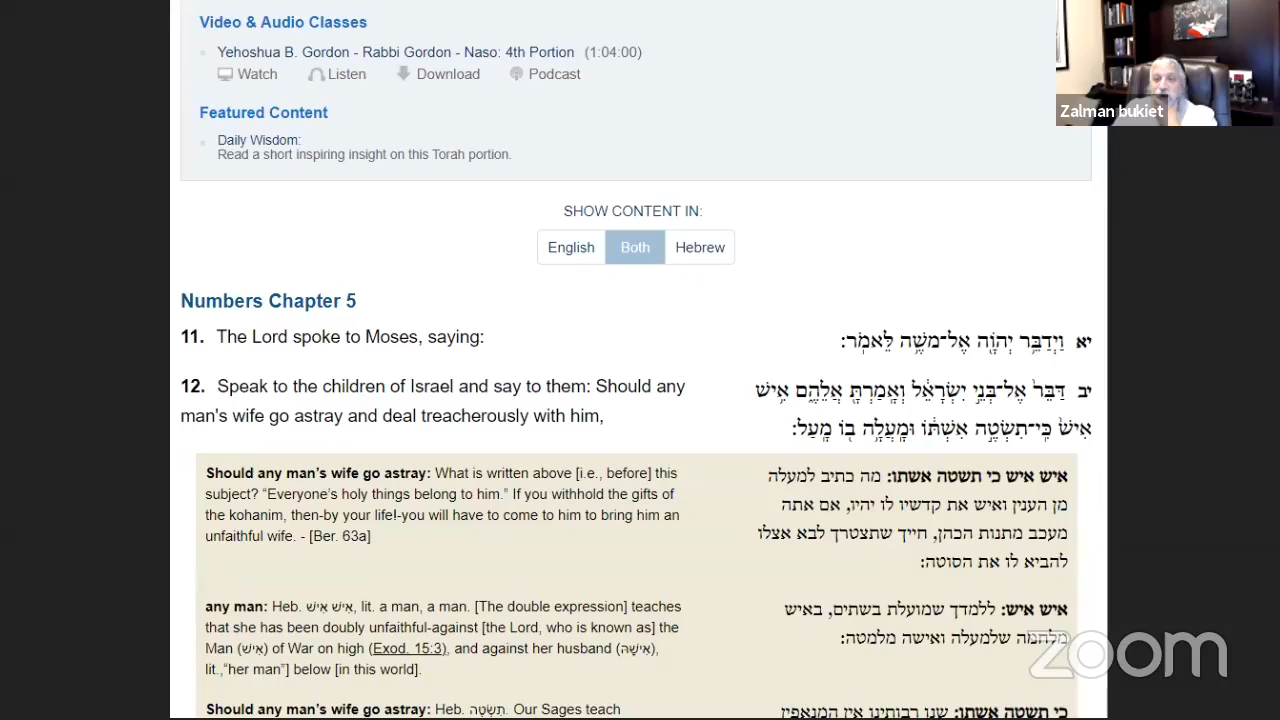 Video & Audio Classes
Yehoshua B. Gordon - Rabbi Gordon - Naso: 4th Portion (1:04:00)
Watch Listen Download Podcast
Featured Content
Daily Wisdom:
Read a short inspiring insight on this Torah portion.
Zalman bukiet
SHOW CONTENT IN:
English Both Hebrew
Numbers Chapter 5
11. The Lord spoke to Moses, saying:
יא וַיְדַבֵּ֥ר יְהֹוָ֖ה אֶל־משֶׁ֥ה לֵּאמֹֽר:
12. Speak to the children of Israel and say to them: Should any
man's wife go astray and deal treacherously with him,
יב דַּבֵּר֙ אֶל־בְּנֵ֣י יִשְׂרָאֵ֔ל וְאָֽמַרְתָּ֖ אֲלֵהֶ֑ם אִ֥ישׁ
אִישׁ֙ כִּֽי־תִשְׂטֶ֣ה אִשְׁתּ֔וֹ וּמָֽעֲלָ֥ה ב֖וֹ מָֽעַל:
Should any man's wife go astray: What is written above [i.e., before] this
subject? “Everyone's holy things belong to him.” If you withhold the gifts of
the kohanim, then-by your life!-you will have to come to him to bring him an
unfaithful wife. - [Ber. 63a]
איש איש כי תשטה אשתו: מה כתיב למעלה
מן הענין ואיש את קדשיו לו יהיו, אם אתה
מעכב מתנות הכהן, חייך שתצטרך לבא אצלו
להביא לו את הסוטה:
any man: Heb. אִישׁ אִישׁ, lit. a man, a man. [The double expression] teaches
that she has been doubly unfaithful-against [the Lord, who is known as] the
Man (אִישׁ) of War on high (Exod. 15:3), and against her husband (אִישָׁהּ),
lit.,“her man”] below [in this world].
איש איש: ללמדך שמועלת בשתים, באיש
מלחמה שלמעלה ואישה מלמטה:
Should any man's wife go astray: Heb. תִשְׂטֶה. Our Sages teach
כי תשטה אשתו: שנו רבותינו אין המנאפין
zoom